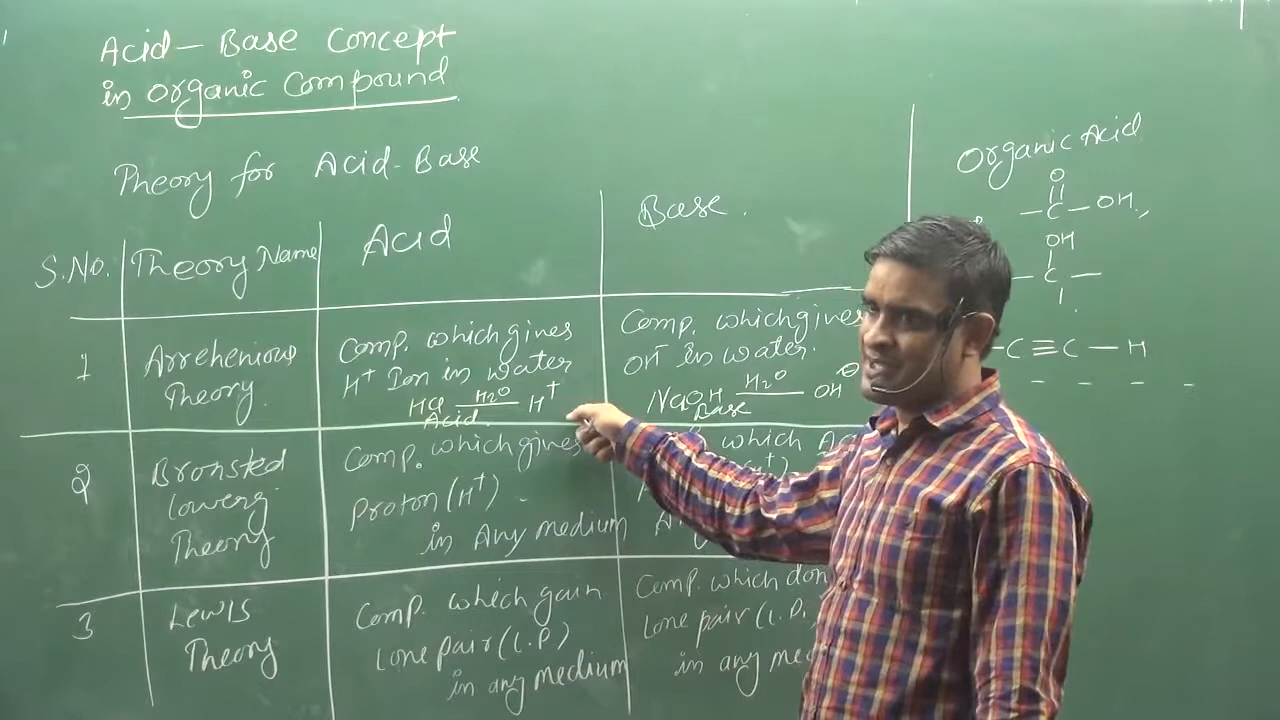 Acid - Base Concept
in Organic Compound
Theory for Acid-Base
S.No. Theory Name Acid Base.
1 Arrehenious Theory.
Comp. which gives
H+ Ion in water
HCl H2O H+
Acid.
Comp. which gives
OH- in water.
NaOH H2O OH⊖
Base
2 Bronsted
Lowery
Theory
Comp. which gives
Proton (H+)
in Any medium
which
3 Lewis
Theory
Comp. which gain
Lone pair (L.P)
in any medium
Comp. which don
Lone pair (L.P.
in any me
Organic Acid
O
-C-OH,
OH
-C-
-C≡C-H
- - - -